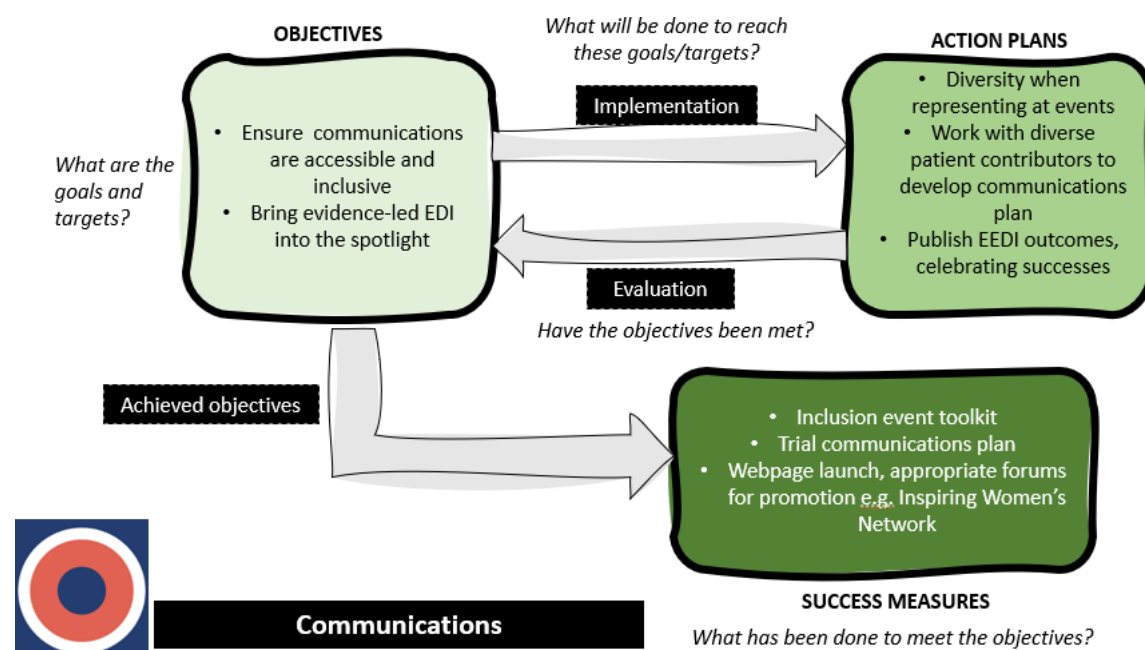 OBJECTIVES
What are the
goals and
targets?
• Ensure communications
are accessible and
inclusive
• Bring evidence-led EDI
into the spotlight
What will be done to reach
these goals/targets?
Implementation
ACTION PLANS
• Diversity when
representing at events
• Work with diverse
patient contributors to
develop communications
plan
• Publish EEDI outcomes,
celebrating successes
Evaluation
Have the objectives been met?
Achieved objectives
• Inclusion event toolkit
• Trial communications plan
• Webpage launch, appropriate forums
for promotion e.g. Inspiring Women’s
Network
SUCCESS MEASURES
What has been done to meet the objectives?
Communications